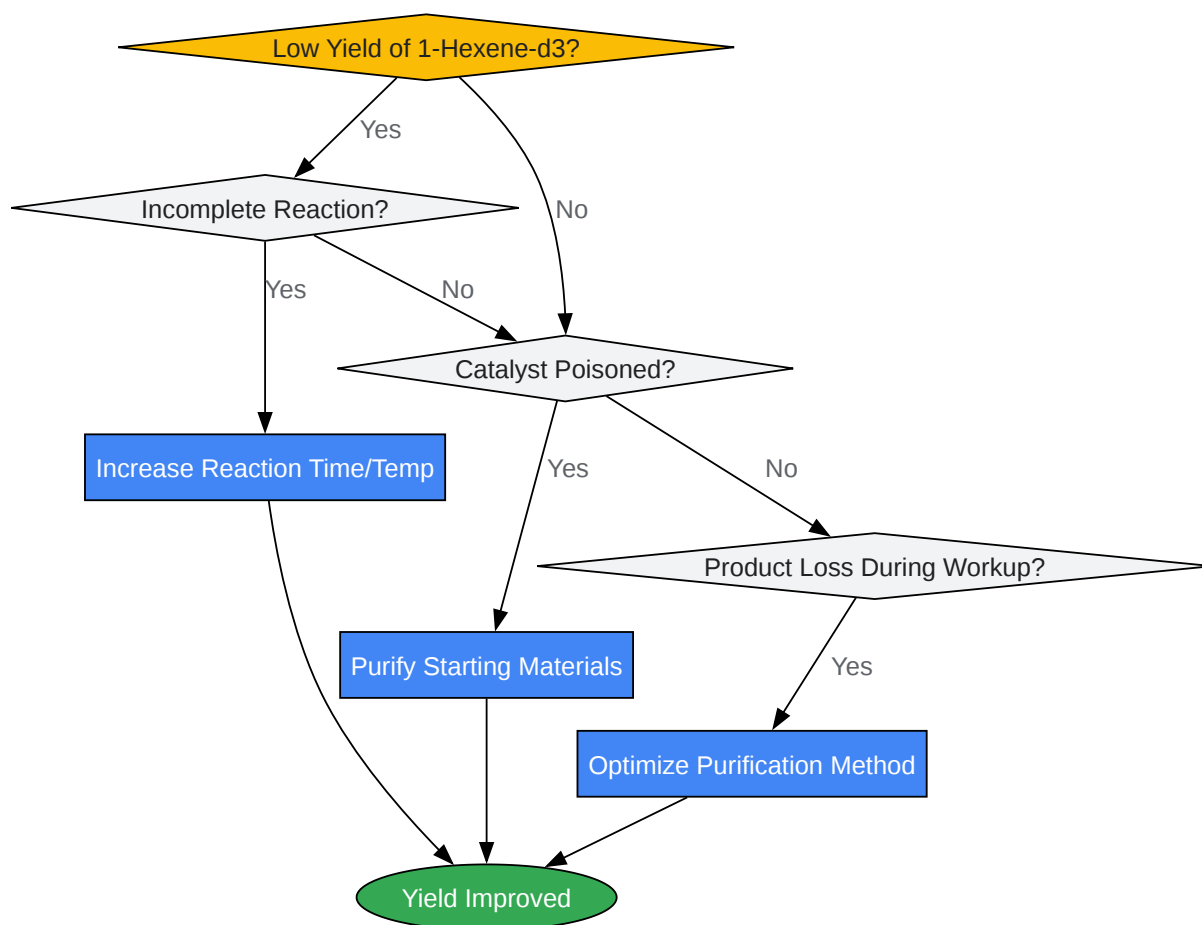 Low Yield of 1-Hexene-d3?
Yes
Incomplete Reaction?
No
Yes
No
Catalyst Poisoned?
Increase Reaction Time/Temp
Yes
No
Product Loss During Workup?
Purify Starting Materials
Yes
Optimize Purification Method
Yield Improved